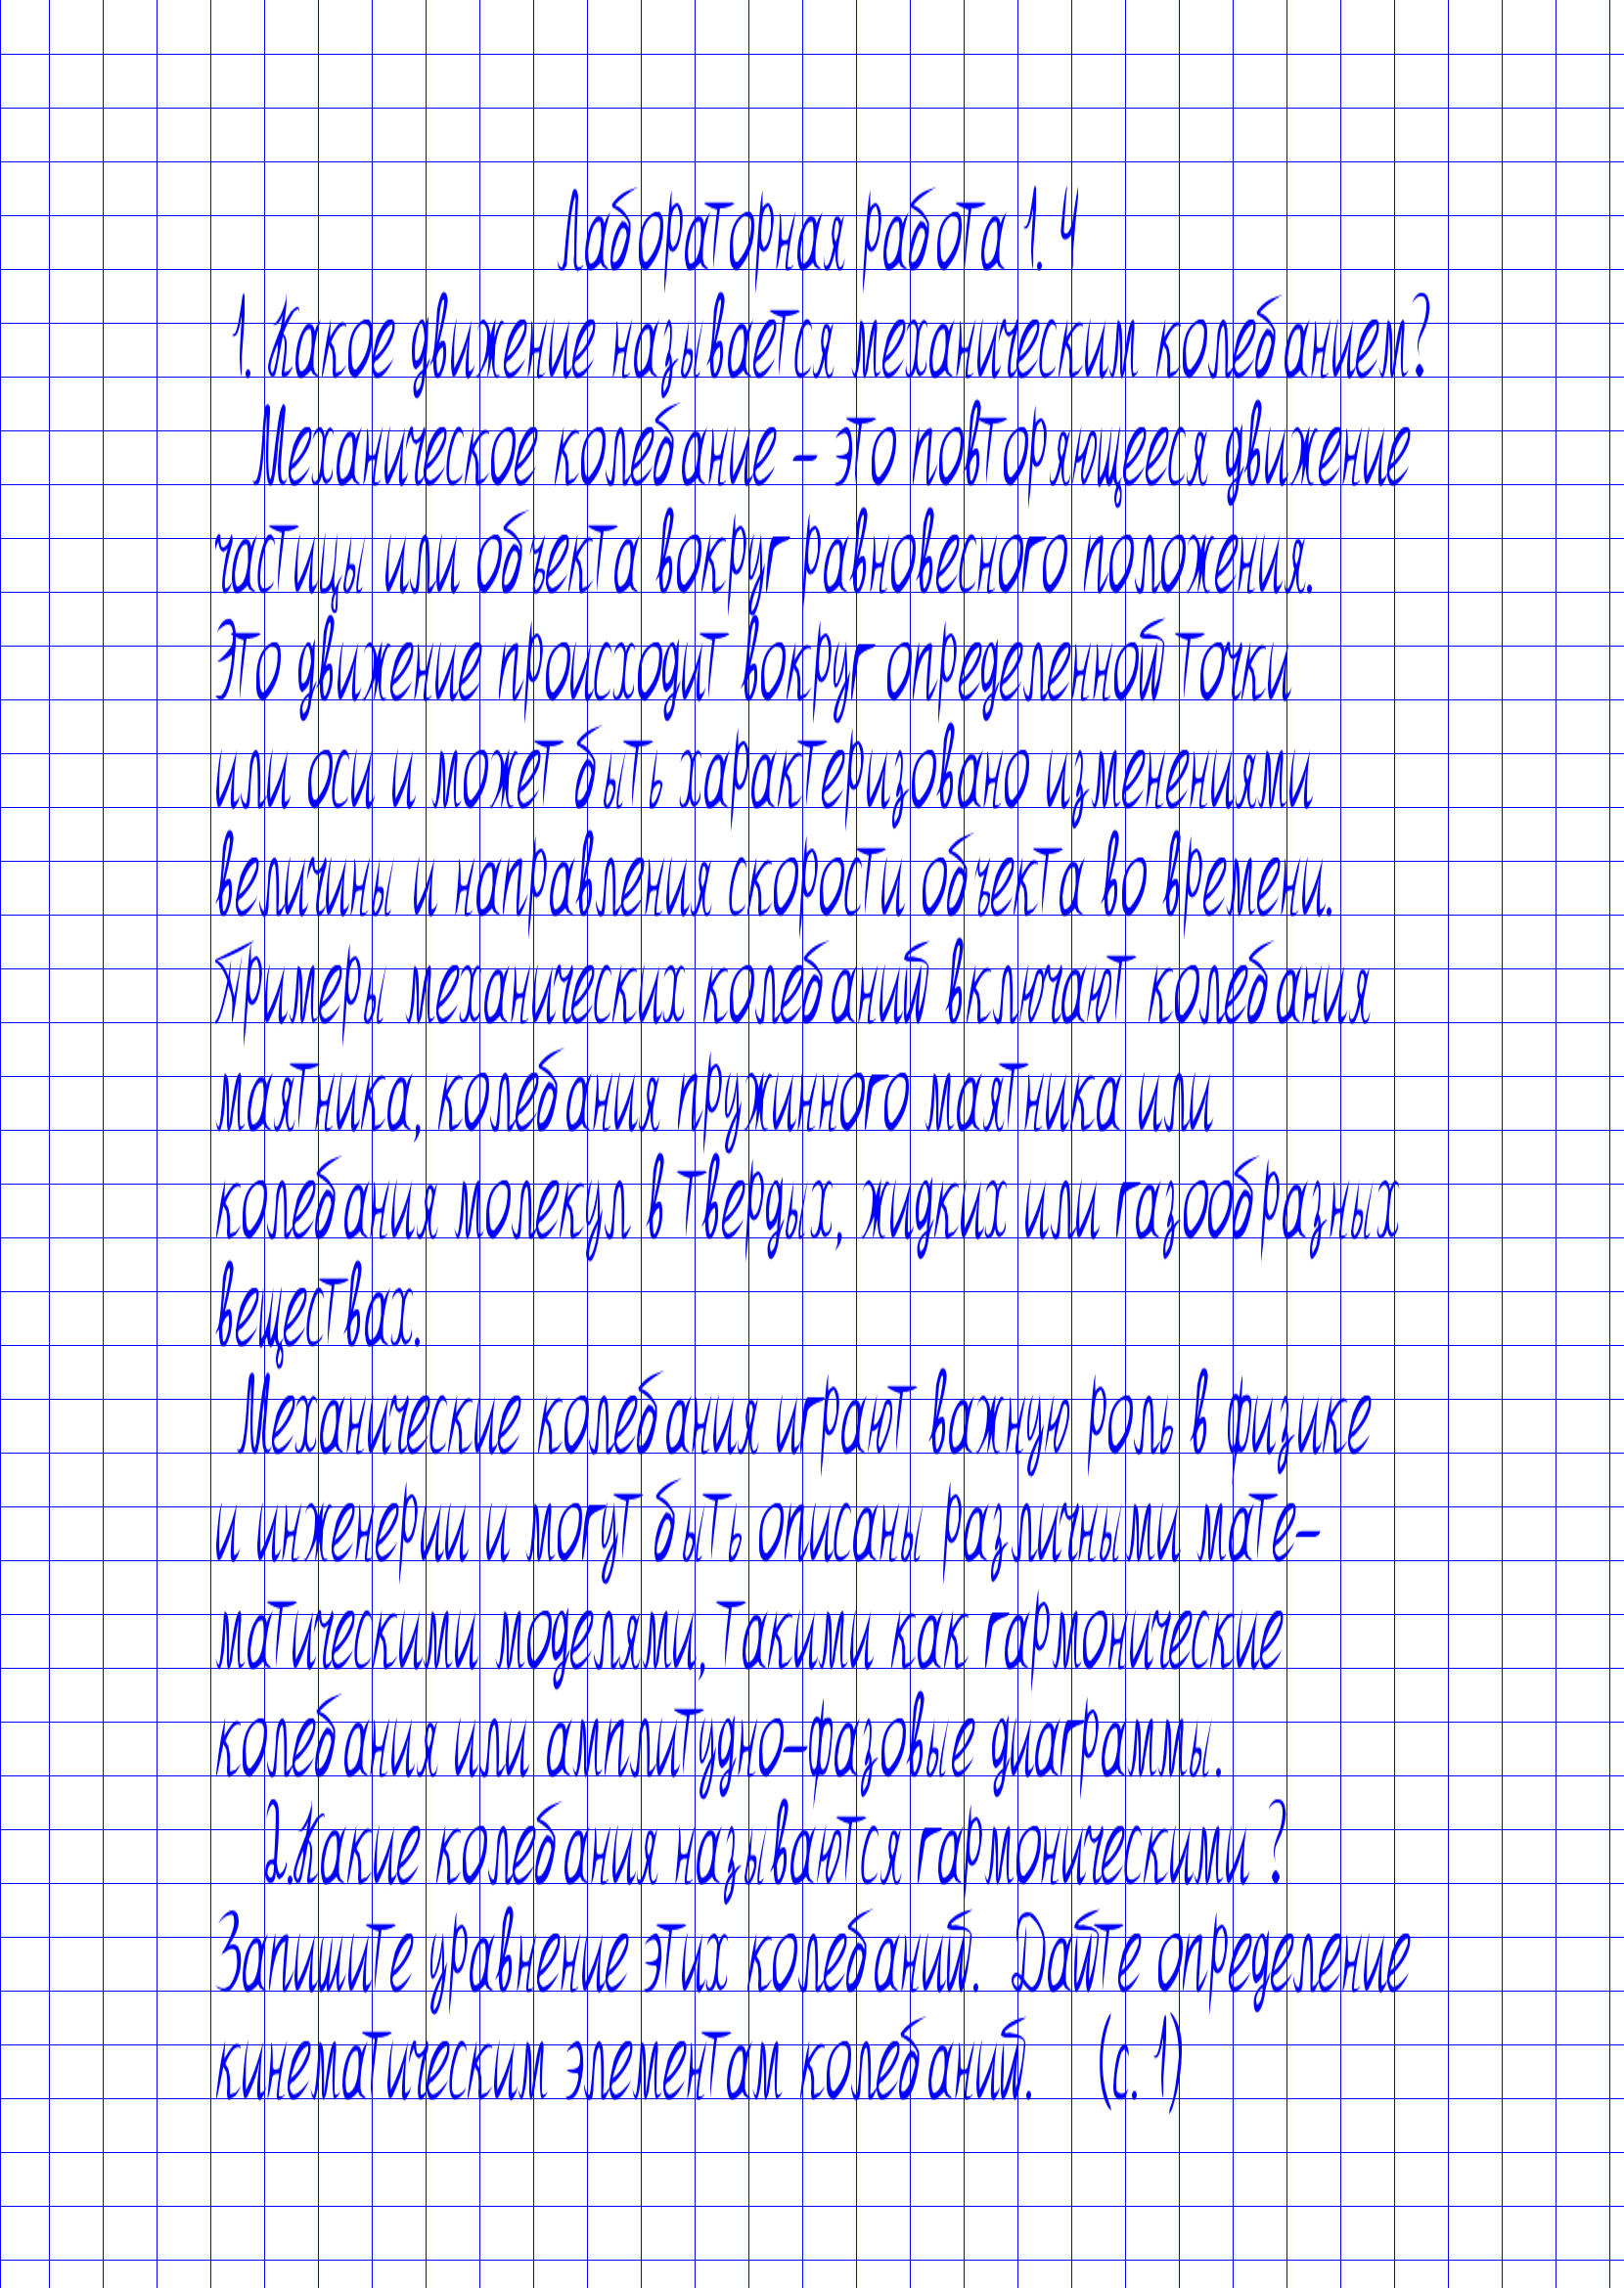 Лабораторная работа 1.4
1. Какое движение называется механическим колебанием?
Механическое колебание - это повторяющееся движение
частицы или объекта вокруг равновесного положения.
Это движение происходит вокруг определенной точки
или оси и может быть характеризовано изменениями
величины и направления скорости объекта во времени.
Примеры механических колебаний включают колебания
маятника, колебания пружинного маятника или
колебания молекул в твердых, жидких или газообразных
веществах.
Механические колебания играют важную роль в физике
и инженерии и могут быть описаны различными мате-
матическими моделями, такими как гармонические
колебания или амплитудно-фазовые диаграммы.
2.Какие колебания называются гармоническими ?
Запишите уравнение этих колебаний. Дайте определение
кинематическим элементам колебаний. (с. 1)